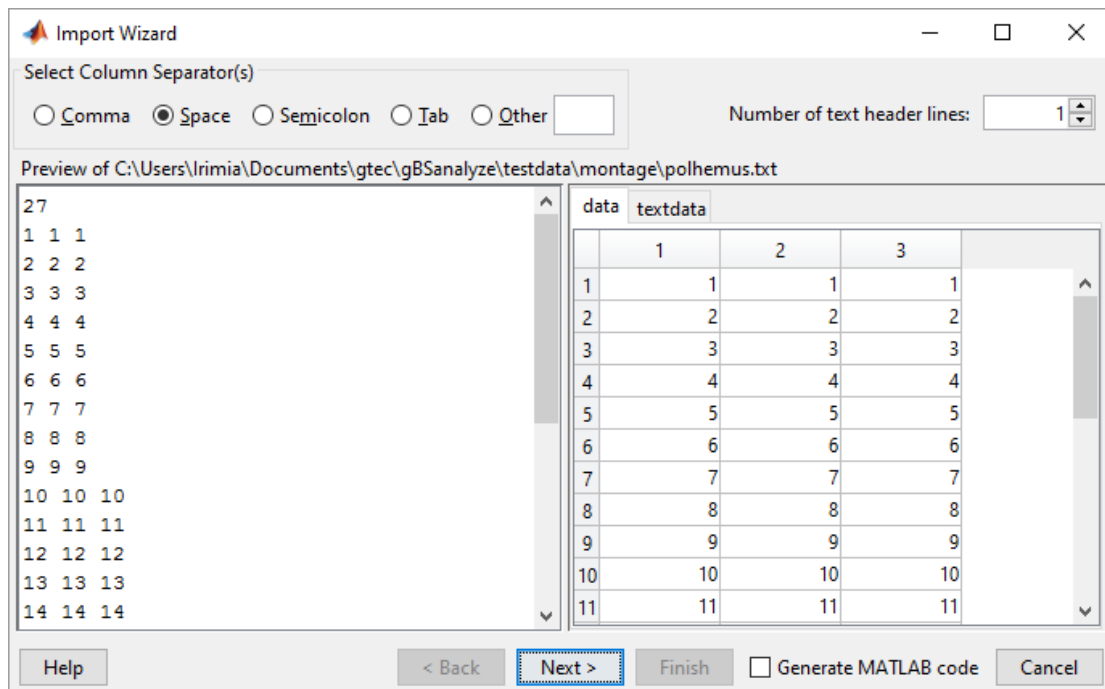 Import Wizard
Select Column Separator(s)
Comma Space Semicolon Tab Other
Number of text header lines: 1
Preview of C:\Users\Irimia\Documents\gtec\gBSanalyze\testdata\montage\polhemus.txt
27
1 1 1
2 2 2
3 3 3
4 4 4
5 5 5
6 6 6
7 7 7
8 8 8
9 9 9
10 10 10
11 11 11
12 12 12
13 13 13
14 14 14
data textdata
1 2 3
1 1 1 1
2 2 2 2
3 3 3 3
4 4 4 4
5 5 5 5
6 6 6 6
7 7 7 7
8 8 8 8
9 9 9 9
10 10 10 10
11 11 11 11
Help < Back Next > Finish Generate MATLAB code Cancel